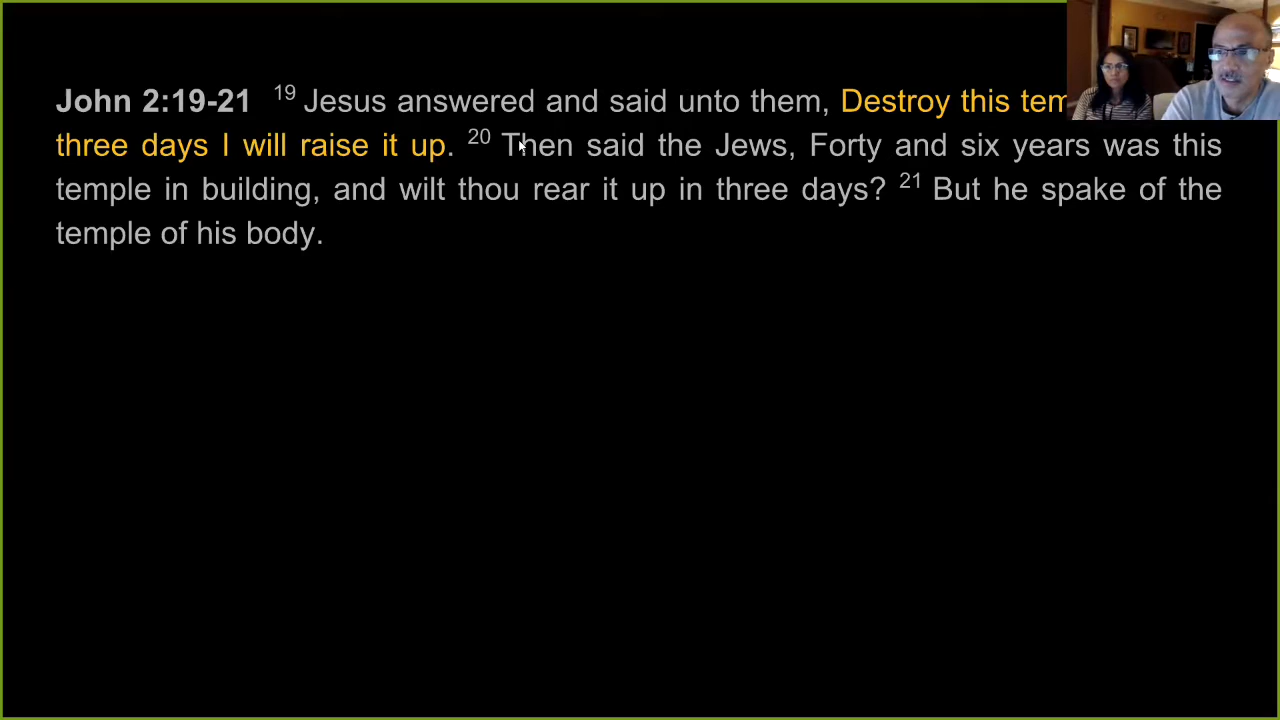 John 2:19-21 19 Jesus answered and said unto them, Destroy this
three days I will raise it up. 20 Then said the Jews, Forty and six years was this
temple in building, and wilt thou rear it up in three days? 21 But he spake of the
temple of his body.